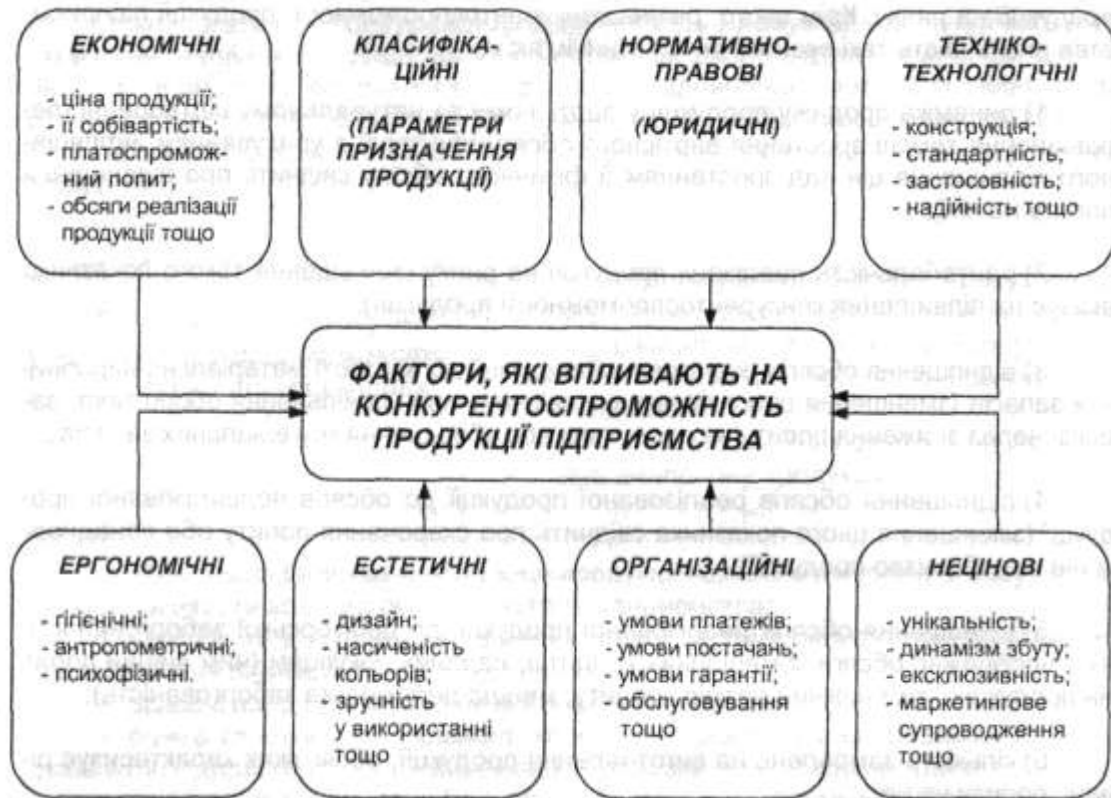 ЕКОНОМІЧНІ
- ціна продукції;
- її собівартість;
- платоспромож-
ний попит;
- обсяги реалізації
продукції тощо
КЛАСИФІКА-
ЦІЙНІ
(ПАРАМЕТРИ
ПРИЗНАЧЕННЯ
ПРОДУКЦІЇ)
НОРМАТИВНО-
ПРАВОВІ
(ЮРИДИЧНІ)
ТЕХНІКО-
ТЕХНОЛОГІЧНІ
- конструкція;
- стандартність;
- застосовність;
- надійність тощо
ФАКТОРИ, ЯКІ ВПЛИВАЮТЬ НА
КОНКУРЕНТОСПРОМОЖНІСТЬ
ПРОДУКЦІЇ ПІДПРИЄМСТВА
ЕРГОНОМІЧНІ
- гігієнічні;
- антропометричні;
- психофізичні.
ЕСТЕТИЧНІ
- дизайн;
- насиченість
кольорів;
- зручність
у використанні
тощо
ОРГАНІЗАЦІЙНІ
- умови платежів;
- умови постачань;
- умови гарантії;
- обслуговування
тощо
НЕЦІНОВІ
- унікальність;
- динамізм збуту;
- ексклюзивність;
- маркетингове
супроводження
тощо